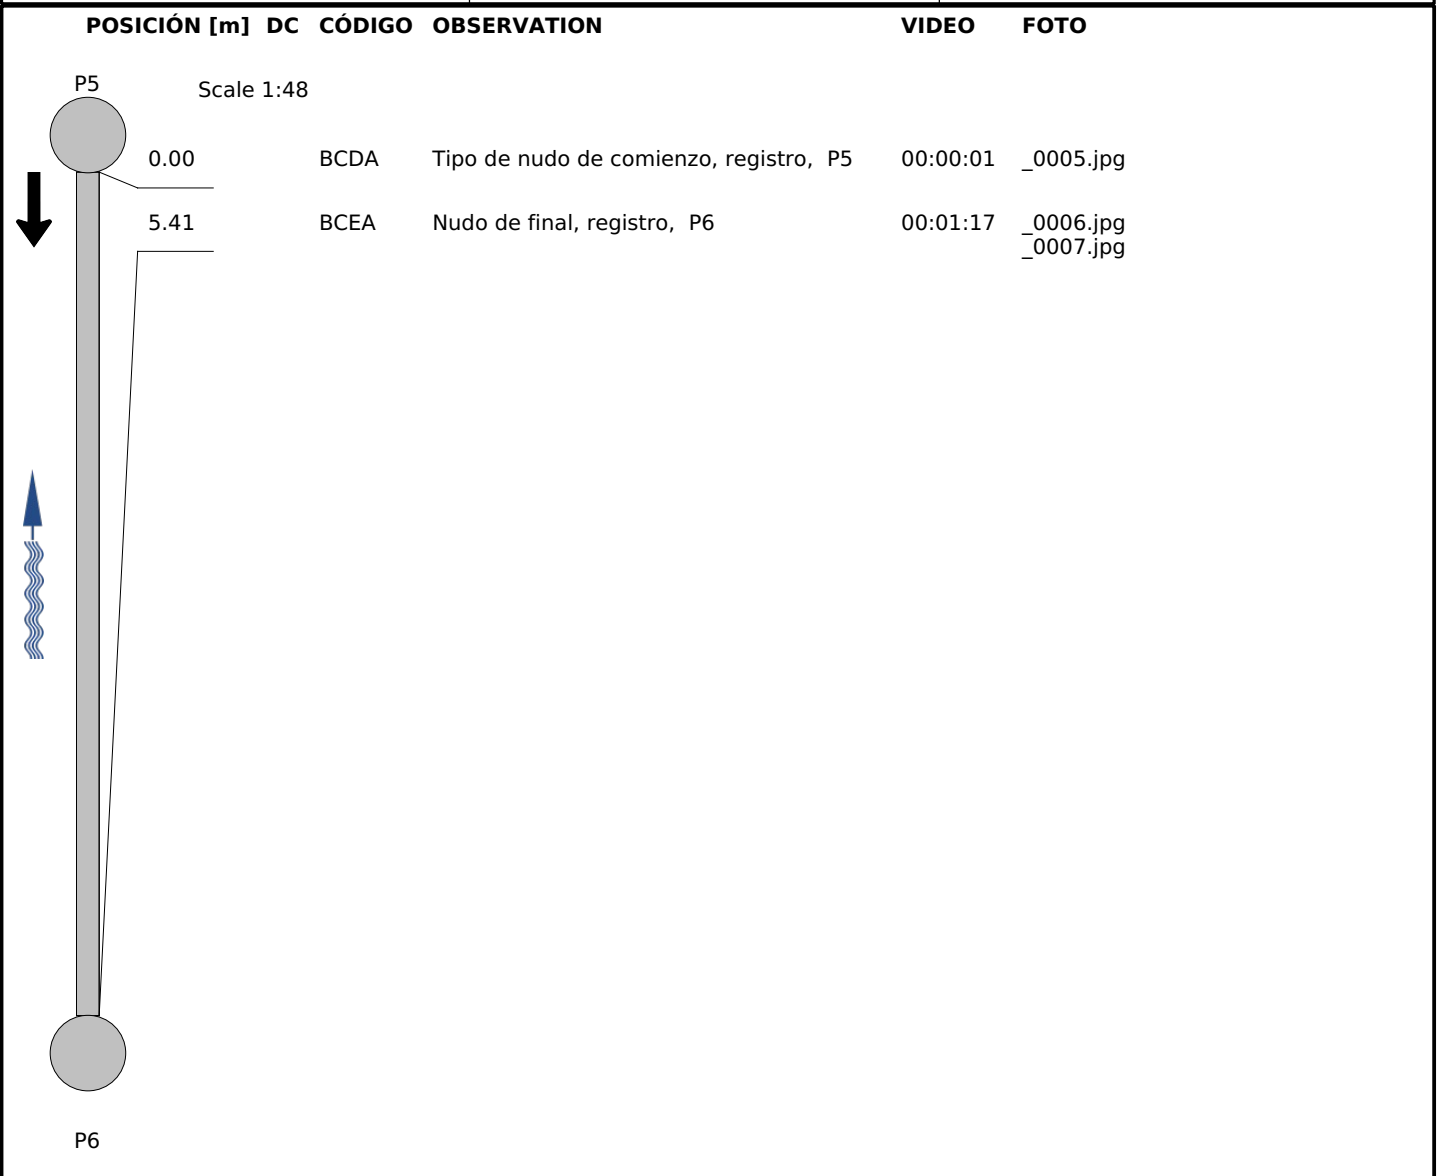 POSICIÓN [m] DC CÓDIGO OBSERVATION VIDEO FOTO
P5
Scale 1:48
0.00 BCDA Tipo de nudo de comienzo, registro, P5 00:00:01 _0005.jpg
5.41 BCEA Nudo de final, registro, P6 00:01:17 _0006.jpg
_0007.jpg
P6